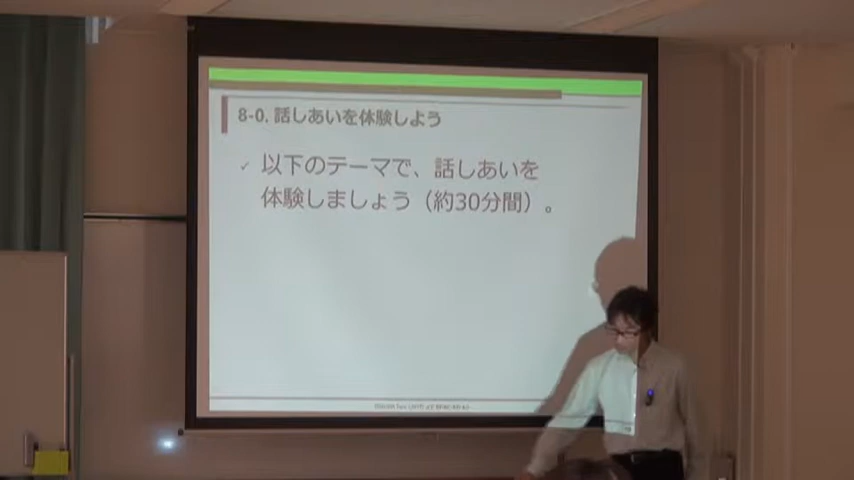 8-0. 話しあいを体験しよう
✓ 以下のテーマで、話しあいを
体験しましょう（約30分間）。